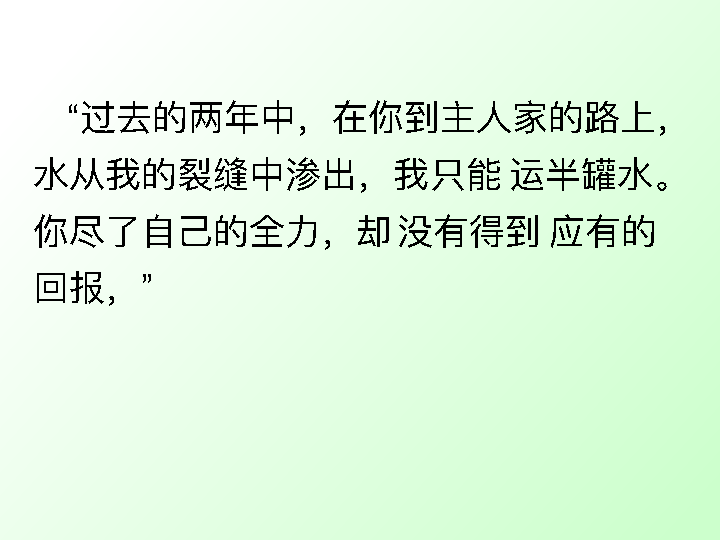 “过去的两年中，在你到主人家的路上，
水从我的裂缝中渗出，我只能 运半罐水。
你尽了自己的全力，却 没有得到 应有的
回报，”